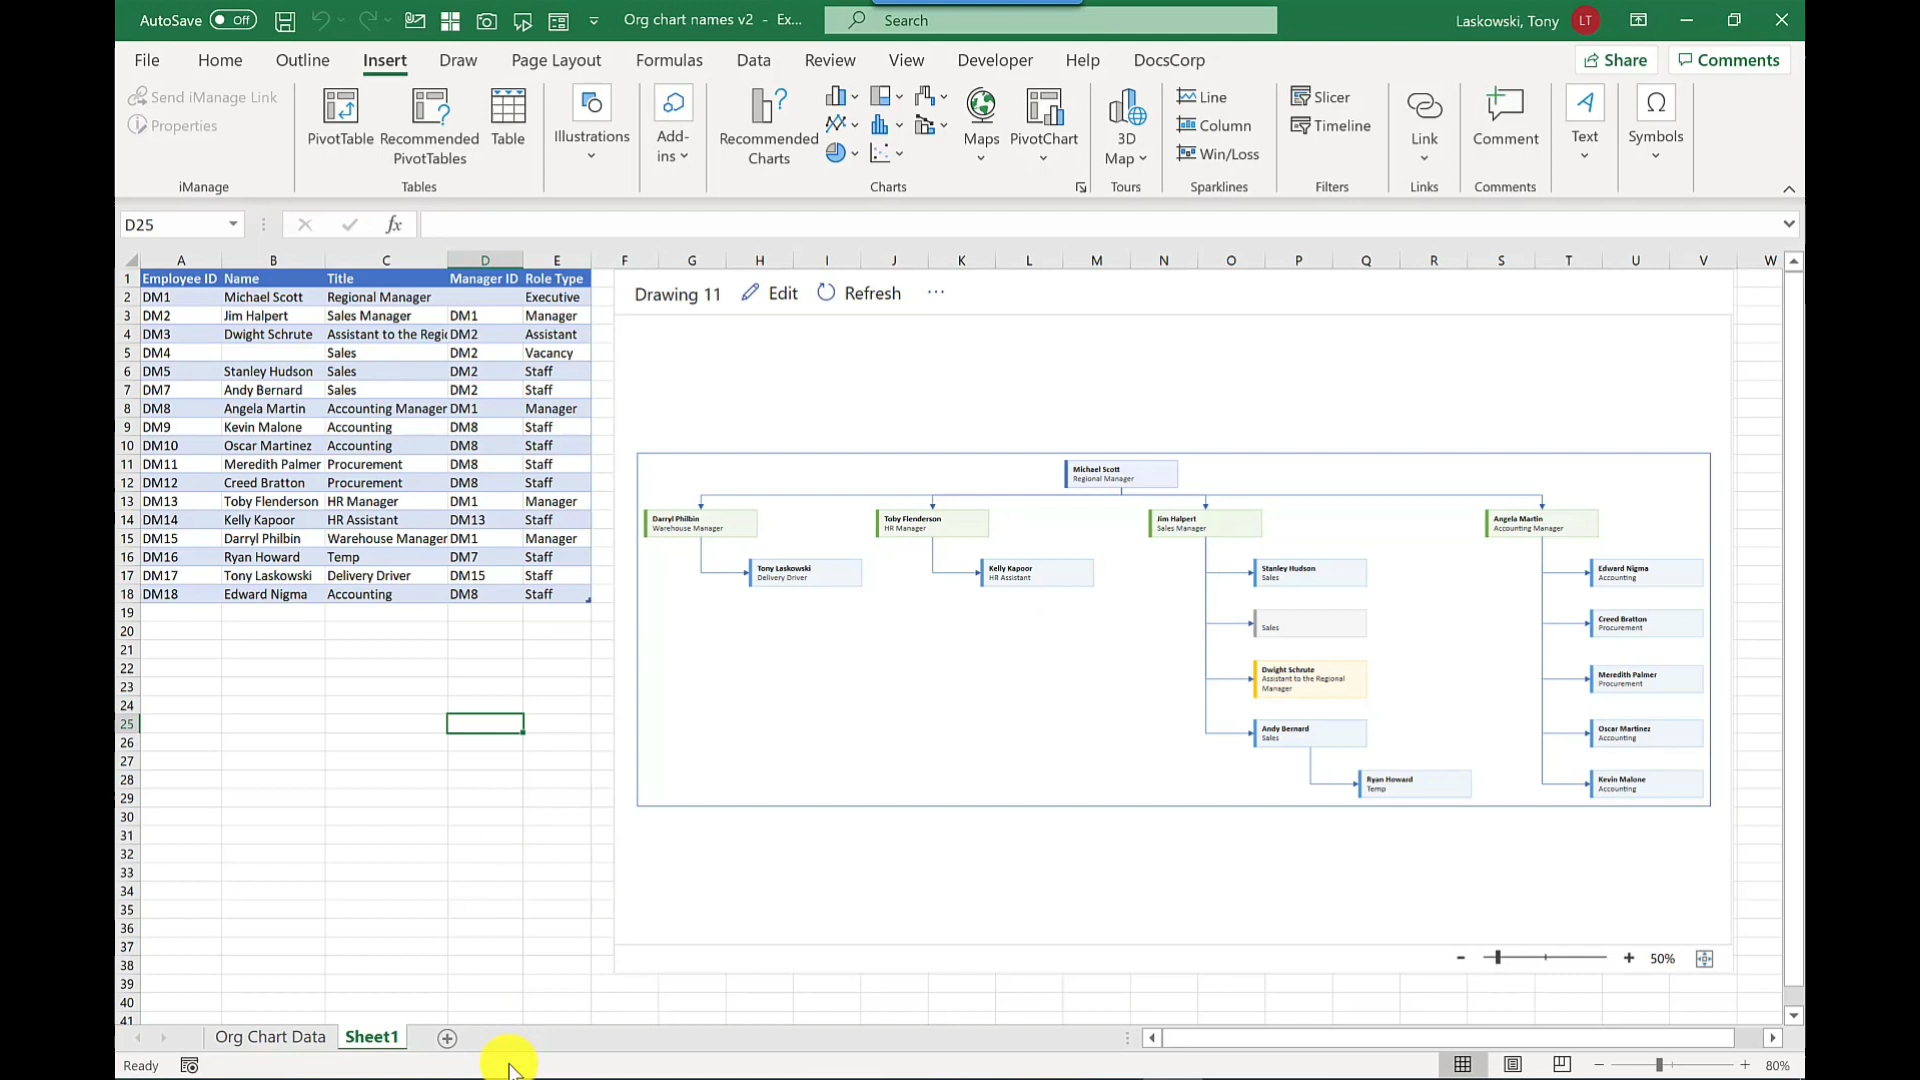 AutoSave Off Org chart names v2 - Ex... Search Laskowski, Tony LT
File Home Outline Insert Draw Page Layout Formulas Data Review View Developer Help DocsCorp Share Comments
Send iManage Link
Properties
iManage
PivotTable
Recommended
PivotTables
Table
Tables
Illustrations
Add-
ins
Recommended
Charts
Maps
PivotChart
Charts
3D
Map
Tours
Line
Column
Win/Loss
Sparklines
Slicer
Timeline
Filters
Link
Links
Comment
Comments
Text
Symbols
D25 fx
A B C D E F G H I J K L M N O P Q R S T U V W
1 Employee ID Name Title Manager ID Role Type
2 DM1 Michael Scott Regional Manager Executive
3 DM2 Jim Halpert Sales Manager DM1 Manager
4 DM3 Dwight Schrute Assistant to the Regi DM2 Assistant
5 DM4 Sales DM2 Vacancy
6 DM5 Stanley Hudson Sales DM2 Staff
7 DM7 Andy Bernard Sales DM2 Staff
8 DM8 Angela Martin Accounting Manager DM1 Manager
9 DM9 Kevin Malone Accounting DM8 Staff
10 DM10 Oscar Martinez Accounting DM8 Staff
11 DM11 Meredith Palmer Procurement DM8 Staff
12 DM12 Creed Bratton Procurement DM8 Staff
13 DM13 Toby Flenderson HR Manager DM1 Manager
14 DM14 Kelly Kapoor HR Assistant DM13 Staff
15 DM15 Darryl Philbin Warehouse Manager DM1 Manager
16 DM16 Ryan Howard Temp DM7 Staff
17 DM17 Tony Laskowski Delivery Driver DM15 Staff
18 DM18 Edward Nigma Accounting DM8 Staff
19
20
21
22
23
24
25
26
27
28
29
30
31
32
33
34
35
36
37
38
39
40
41
Drawing 11 Edit Refresh ...
Michael Scott
Regional Manager
Darryl Philbin
Warehouse Manager
Toby Flenderson
HR Manager
Jim Halpert
Sales Manager
Angela Martin
Accounting Manager
Tony Laskowski
Delivery Driver
Kelly Kapoor
HR Assistant
Stanley Hudson
Sales
Edward Nigma
Accounting
Sales
Creed Bratton
Procurement
Dwight Schrute
Assistant to the Regional
Manager
Meredith Palmer
Procurement
Andy Bernard
Sales
Oscar Martinez
Accounting
Ryan Howard
Temp
Kevin Malone
Accounting
- + 50%
Org Chart Data Sheet1
Ready 80%